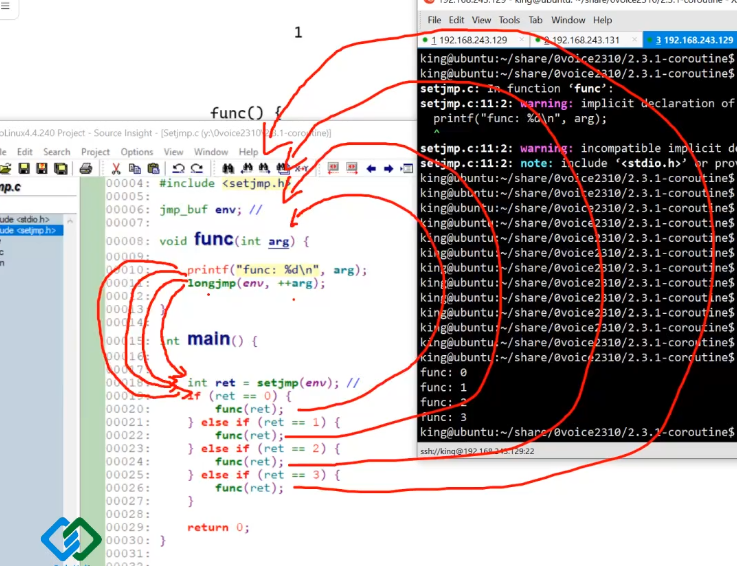 1
func() {
192.168.243.129 - king@ubuntu: ~/share/0voice2310/2.3.1-coroutine - X
File Edit View Tools Tab Window Help
1 192.168.243.129 2 192.168.243.131 3 192.168.243.129
king@ubuntu:~/share/0voice2310/2.3.1-coroutine$
king@ubuntu:~/share/0voice2310/2.3.1-coroutine$
setjmp.c: In function ‘func’:
setjmp.c:11:2: warning: implicit declaration of
printf("func: %d\n", arg);
^
setjmp.c:11:2: warning: incompatible implicit de
setjmp.c:11:2: note: include ‘<stdio.h>’ or prov
king@ubuntu:~/share/0voice2310/2.3.1-coroutine$
king@ubuntu:~/share/0voice2310/2.3.1-coroutine$
king@ubuntu:~/share/0voice2310/2.3.1-coroutine$
king@ubuntu:~/share/0voice2310/2.3.1-coroutine$
king@ubuntu:~/share/0voice2310/2.3.1-coroutine$
king@ubuntu:~/share/0voice2310/2.3.1-coroutine$
king@ubuntu:~/share/0voice2310/2.3.1-coroutine$
king@ubuntu:~/share/0voice2310/2.3.1-coroutine$
king@ubuntu:~/share/0voice2310/2.3.1-coroutine$
king@ubuntu:~/share/0voice2310/2.3.1-coroutine$
king@ubuntu:~/share/0voice2310/2.3.1-coroutine$
king@ubuntu:~/share/0voice2310/2.3.1-coroutine$
king@ubuntu:~/share/0voice2310/2.3.1-coroutine$
func: 0
func: 1
func: 2
func: 3
king@ubuntu:~/share/0voice2310/2.3.1-coroutine$
ssh://king@192.168.243.129:22
oLinux4.4.240 Project - Source Insight - [Setjmp.c (y:\0voice2310\2.3.1-coroutine)]
Edit Search Project Options View Window Help
mp.c
ude <stdio.h>
ude <setjmp.h>
00004: #include <setjmp.h>
00005:
00006: jmp_buf env; //
00007:
00008: void func(int arg) {
00009:
00010: printf("func: %d\n", arg);
00011: longjmp(env, ++arg);
00012:
00013: }
00014:
00015: int main() {
00016:
00017:
00018: int ret = setjmp(env); //
00019: if (ret == 0) {
00020: func(ret);
00021: } else if (ret == 1) {
00022: func(ret);
00023: } else if (ret == 2) {
00024: func(ret);
00025: } else if (ret == 3) {
00026: func(ret);
00027: }
00028:
00029: return 0;
00030: }
00031: